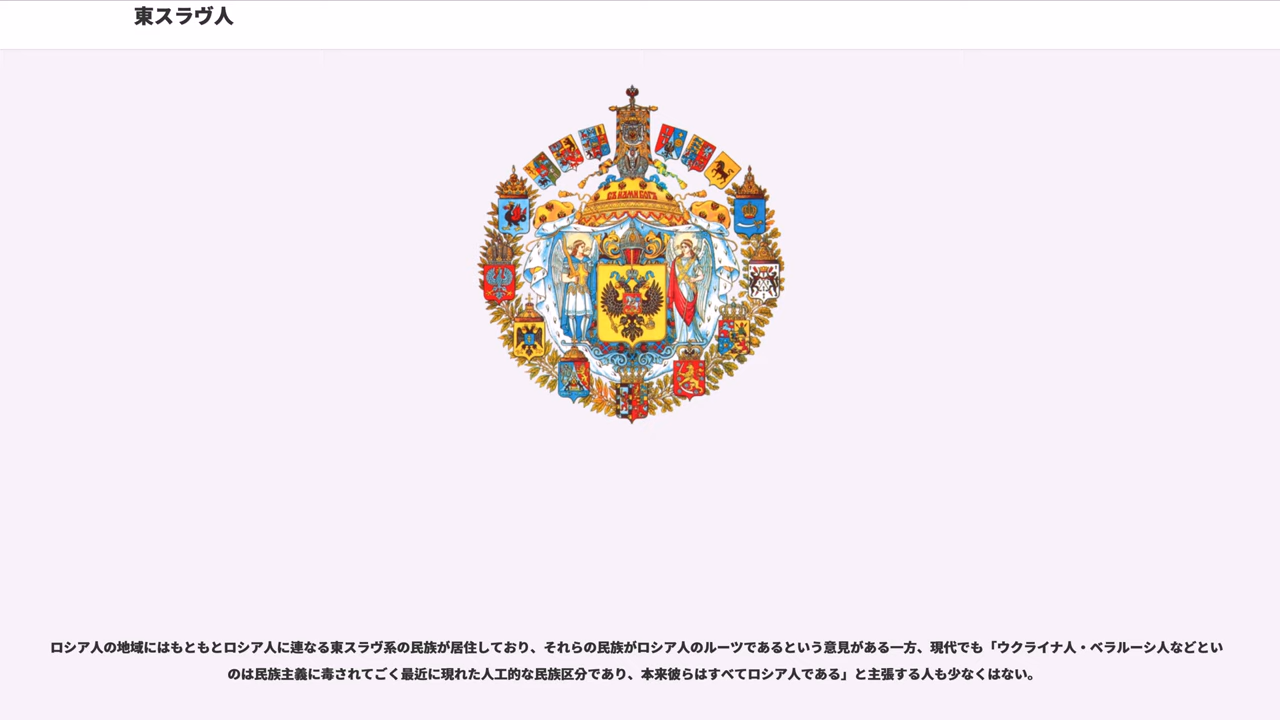 東スラヴ人
СЪ НАМИ БОГЪ
ロシア人の地域にはもともとロシア人に連なる東スラヴ系の民族が居住しており、それらの民族がロシア人のルーツであるという意見がある一方、現代でも「ウクライナ人・ベラルーシ人などとい
のは民族主義に毒されてごく最近に現れた人工的な民族区分であり、本来彼らはすべてロシア人である」と主張する人も少なくはない。